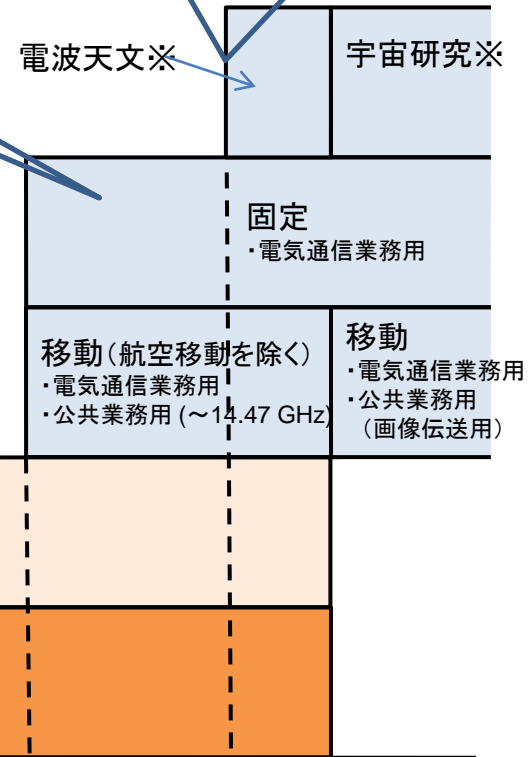 電波天文※
宇宙研究※
固定
・電気通信業務用
移動（航空移動を除く）
・電気通信業務用
・公共業務用 (～14.47 GHz)
移動
・電気通信業務用
・公共業務用
（画像伝送用）